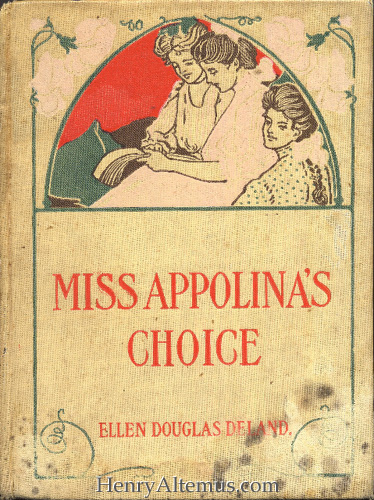 MISS APPOLINA'S
CHOICE
ELLEN DOUGLAS DELAND.
HenryAltemus.com